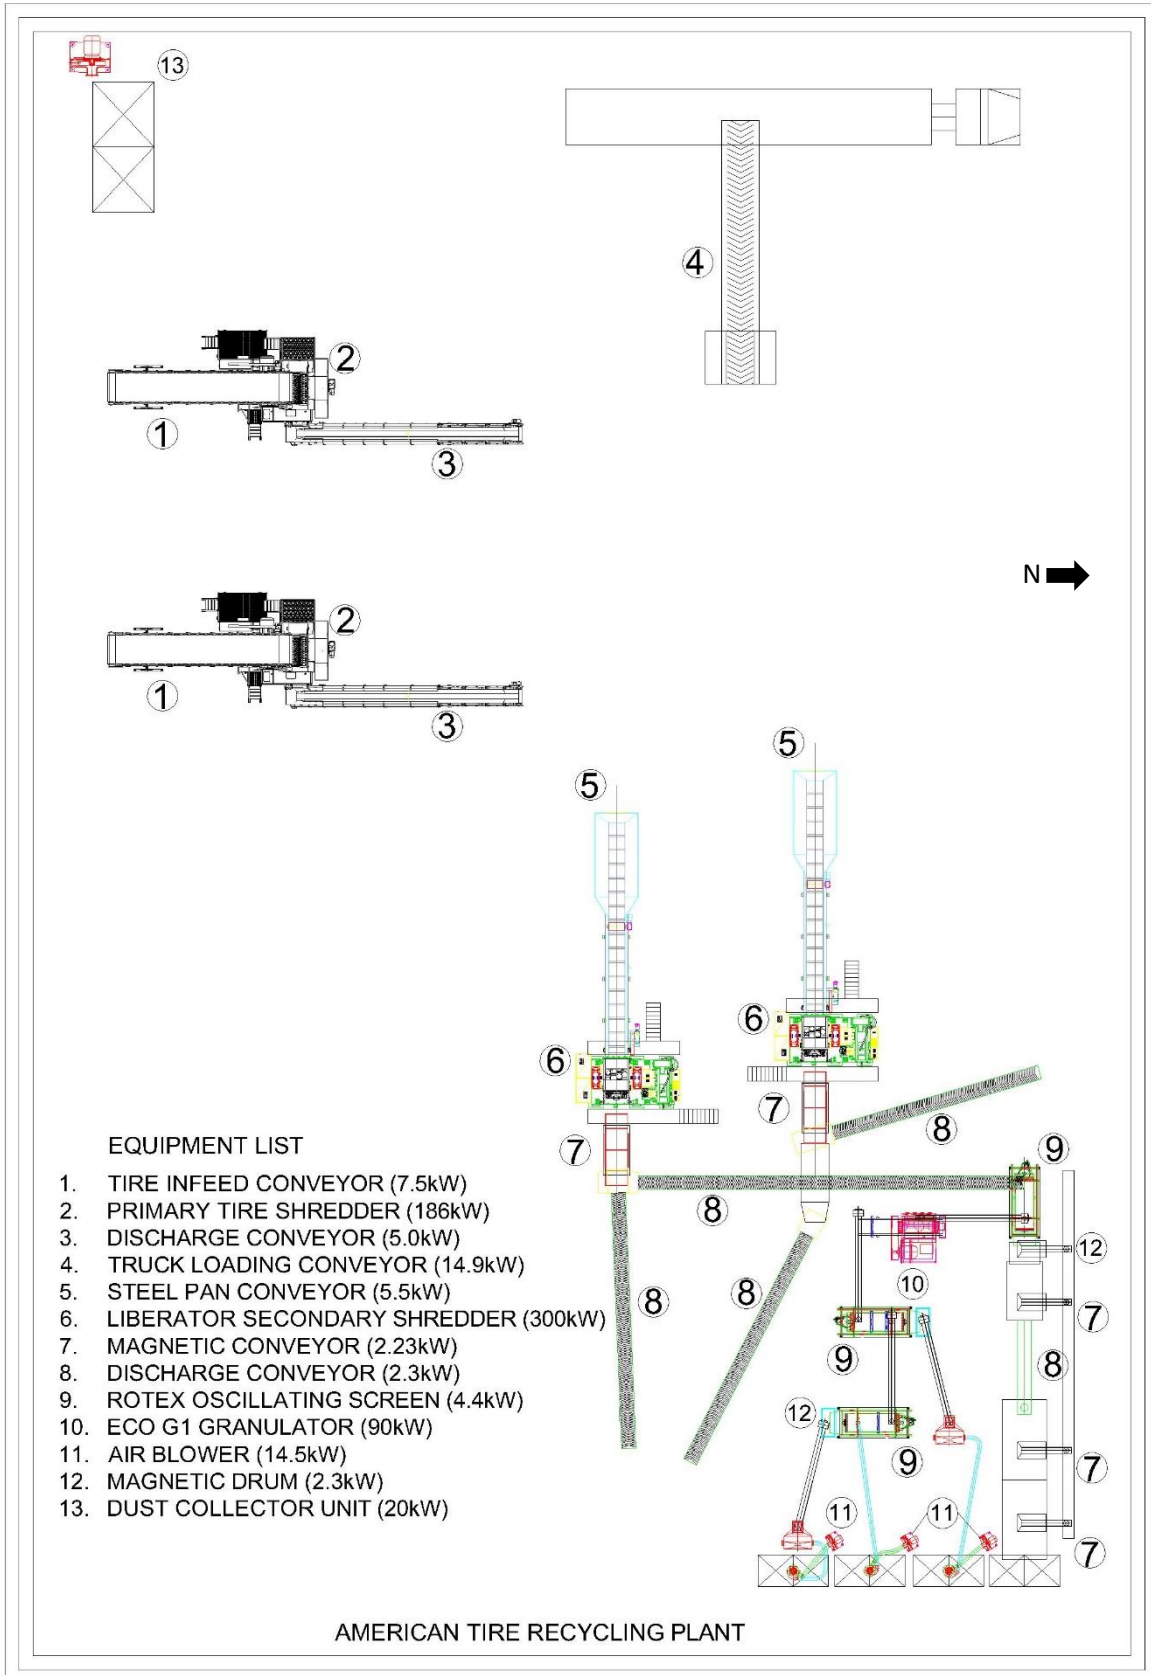 13
4
2
1
3
N
2
1
3
5
5
6
6
7
8
7
9
8
12
10
8
8
7
9
8
12
9
7
11
11
7
EQUIPMENT LIST
1. TIRE INFEED CONVEYOR (7.5kW)
2. PRIMARY TIRE SHREDDER (186kW)
3. DISCHARGE CONVEYOR (5.0kW)
4. TRUCK LOADING CONVEYOR (14.9kW)
5. STEEL PAN CONVEYOR (5.5kW)
6. LIBERATOR SECONDARY SHREDDER (300kW)
7. MAGNETIC CONVEYOR (2.23kW)
8. DISCHARGE CONVEYOR (2.3kW)
9. ROTEX OSCILLATING SCREEN (4.4kW)
10. ECO G1 GRANULATOR (90kW)
11. AIR BLOWER (14.5kW)
12. MAGNETIC DRUM (2.3kW)
13. DUST COLLECTOR UNIT (20kW)
AMERICAN TIRE RECYCLING PLANT